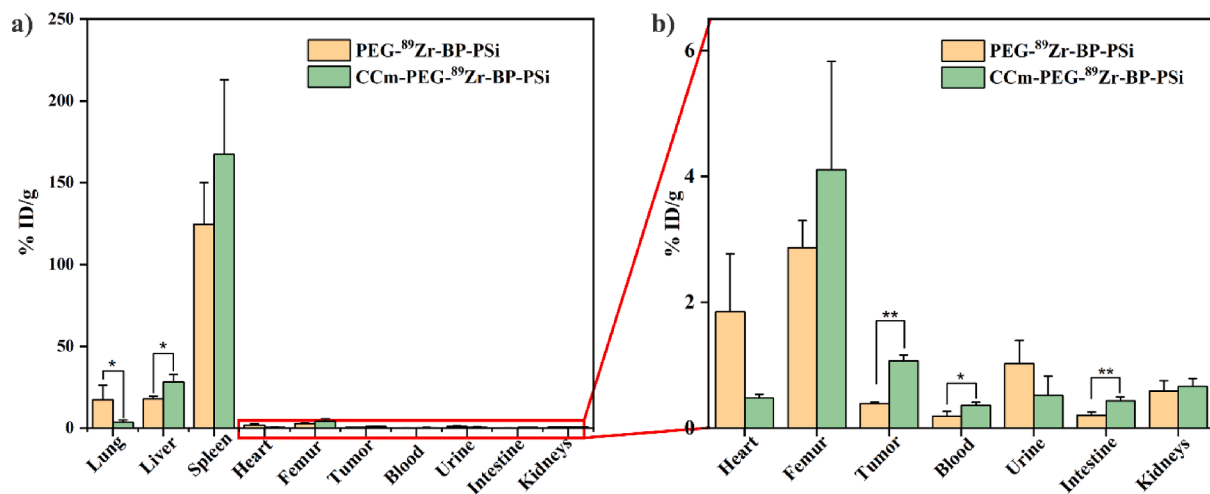 a)
250
200
150
100
50
0
% ID/g
PEG-⁸⁹Zr-BP-PSi
CCm-PEG-⁸⁹Zr-BP-PSi
*
*
Lung
Liver
Spleen
Heart
Femur
Tumor
Blood
Urine
Intestine
Kidneys
b)
6
4
2
0
% ID/g
PEG-⁸⁹Zr-BP-PSi
CCm-PEG-⁸⁹Zr-BP-PSi
**
*
**
Heart
Femur
Tumor
Blood
Urine
Intestine
Kidneys